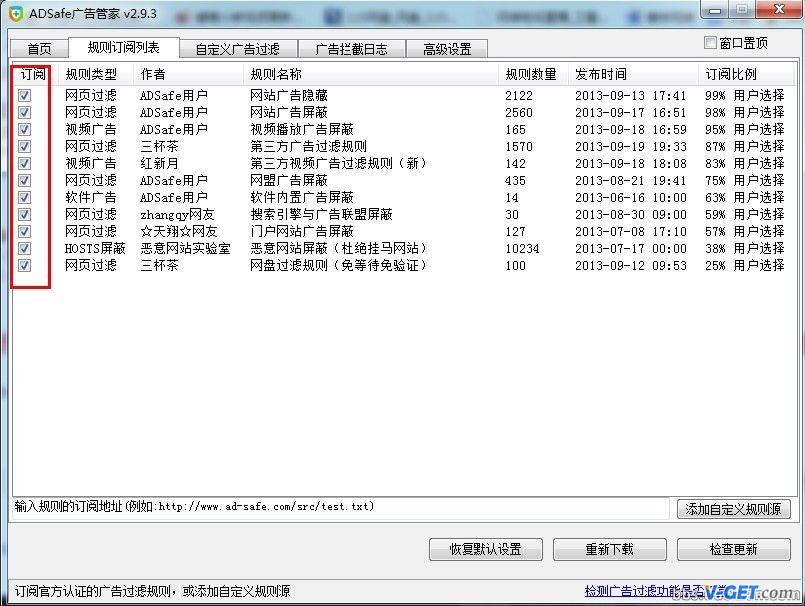 ADSafe广告管家 v2.9.3
首页 规则订阅列表 自定义广告过滤 广告拦截日志 高级设置 窗口置顶
订阅 规则类型 作者 规则名称 规则数量 发布时间 订阅比例
网页过滤 ADSafe用户 网站广告隐藏 2122 2013-09-13 17:41 99% 用户选择
网页过滤 ADSafe用户 网站广告屏蔽 2560 2013-09-17 16:51 98% 用户选择
视频广告 ADSafe用户 视频播放广告屏蔽 165 2013-09-18 16:59 95% 用户选择
网页过滤 三杯茶 第三方广告过滤规则 1570 2013-09-19 19:33 87% 用户选择
视频广告 红新月 第三方视频广告过滤规则（新） 142 2013-09-18 18:08 83% 用户选择
网页过滤 ADSafe用户 网盟广告屏蔽 435 2013-08-21 19:41 75% 用户选择
软件广告 ADSafe用户 软件内置广告屏蔽 14 2013-06-16 10:00 63% 用户选择
网页过滤 zhangqy网友 搜索引擎与广告联盟屏蔽 30 2013-08-30 09:00 59% 用户选择
网页过滤 ☆天翔☆网友 门户网站广告屏蔽 127 2013-07-08 17:10 57% 用户选择
HOSTS屏蔽 恶意网站实验室 恶意网站屏蔽（杜绝挂马网站） 10234 2013-07-17 00:00 38% 用户选择
网页过滤 三杯茶 网盘过滤规则（免等待免验证） 100 2013-09-12 09:53 25% 用户选择
输入规则的订阅地址(例如:http://www.ad-safe.com/src/test.txt) 添加自定义规则源
恢复默认设置 重新下载 检查更新
订阅官方认证的广告过滤规则，或添加自定义规则源 检测广告过滤功能是否
VGET.com